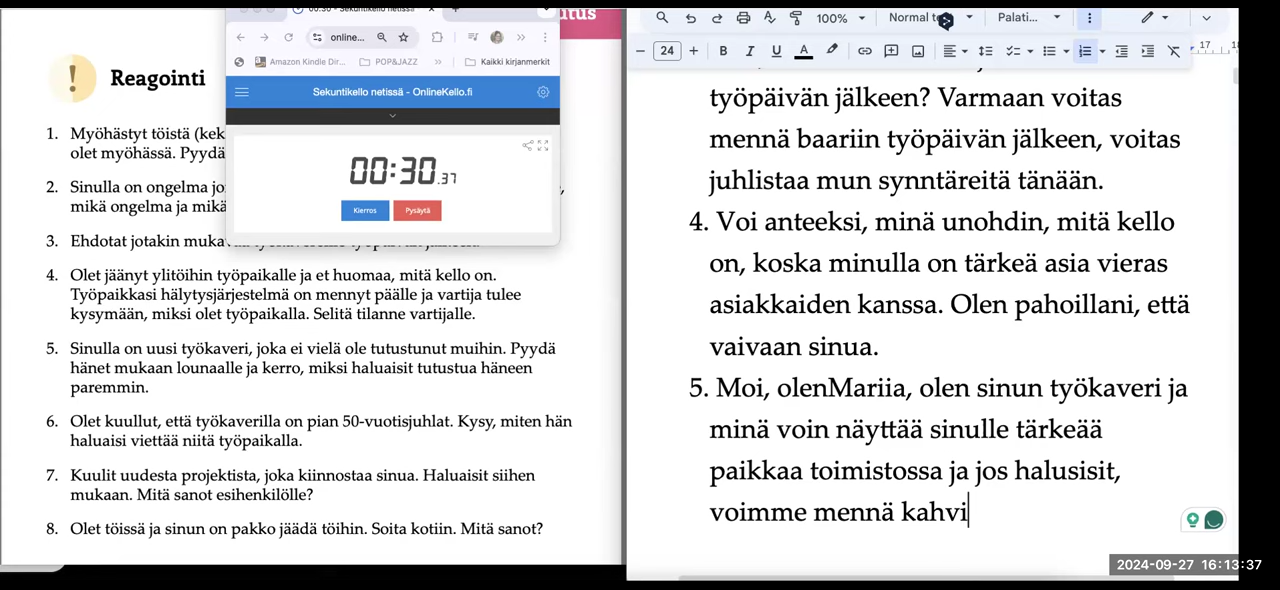 00:30 - Sekuntikello netissä
online...
Amazon Kindle Dir...
POP&JAZZ
Kaikki kirjanmerkit
Sekuntikello netissä - OnlineKello.fi
00:30.37
Kierros
Pysäytä
utus
Reagointi
1. Myöhästyt töistä (kek
olet myöhässä. Pyydä
2. Sinulla on ongelma jo
mikä ongelma ja mikä
3. Ehdotat jotakin
4. Olet jäänyt ylitöihin työpaikalle ja et huomaa, mitä kello on.
Työpaikkasi hälytysjärjestelmä on mennyt päälle ja vartija tulee
kysymään, miksi olet työpaikalla. Selitä tilanne vartijalle.
5. Sinulla on uusi työkaveri, joka ei vielä ole tutustunut muihin. Pyydä
hänet mukaan lounaalle ja kerro, miksi haluaisit tutustua häneen
paremmin.
6. Olet kuullut, että työkaverilla on pian 50-vuotisjuhlat. Kysy, miten hän
haluaisi viettää niitä työpaikalla.
7. Kuulit uudesta projektista, joka kiinnostaa sinua. Haluaisit siihen
mukaan. Mitä sanot esihenkilölle?
8. Olet töissä ja sinun on pakko jäädä töihin. Soita kotiin. Mitä sanot?
100% Normal Palati...
24 B I U A
17
työpäivän jälkeen? Varmaan voitas
mennä baariin työpäivän jälkeen, voitas
juhlistaa mun synntäreitä tänään.
4. Voi anteeksi, minä unohdin, mitä kello
on, koska minulla on tärkeä asia vieras
asiakkaiden kanssa. Olen pahoillani, että
vaivaan sinua.
5. Moi, olenMariia, olen sinun työkaveri ja
minä voin näyttää sinulle tärkeää
paikkaa toimistossa ja jos halusisit,
voimme mennä kahvi
2024-09-27 16:13:37